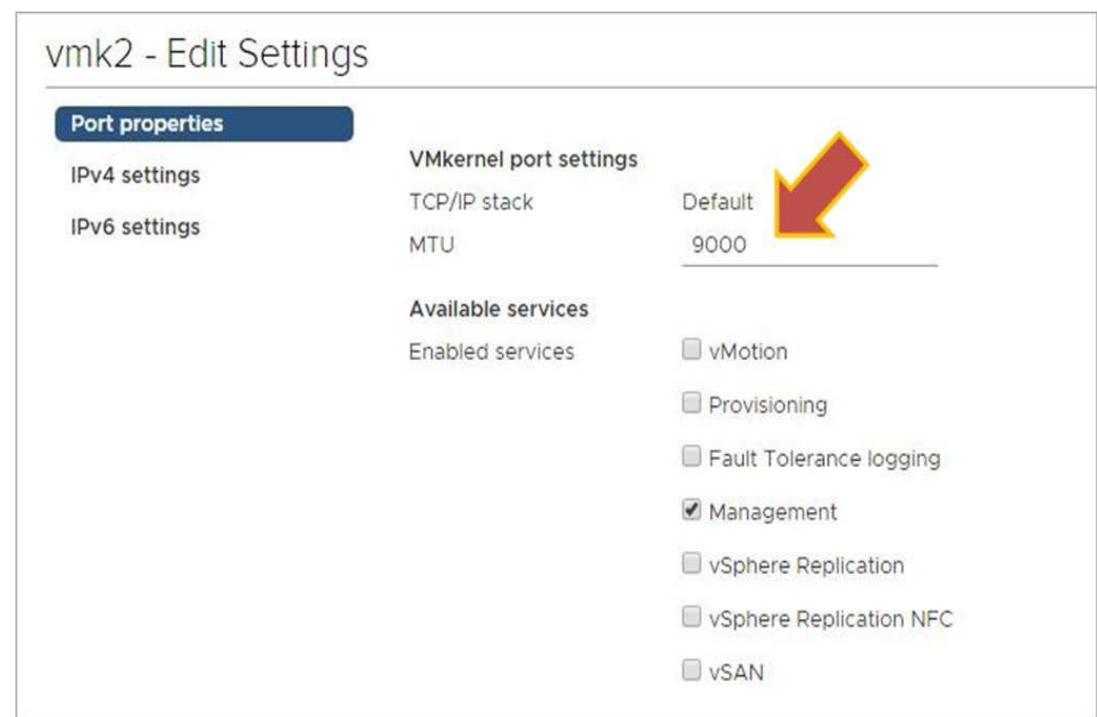 vmk2 - Edit Settings
Port properties
IPv4 settings
IPv6 settings
VMkernel port settings
TCP/IP stack Default
MTU 9000
Available services
Enabled services vMotion
Provisioning
Fault Tolerance logging
Management
vSphere Replication
vSphere Replication NFC
vSAN